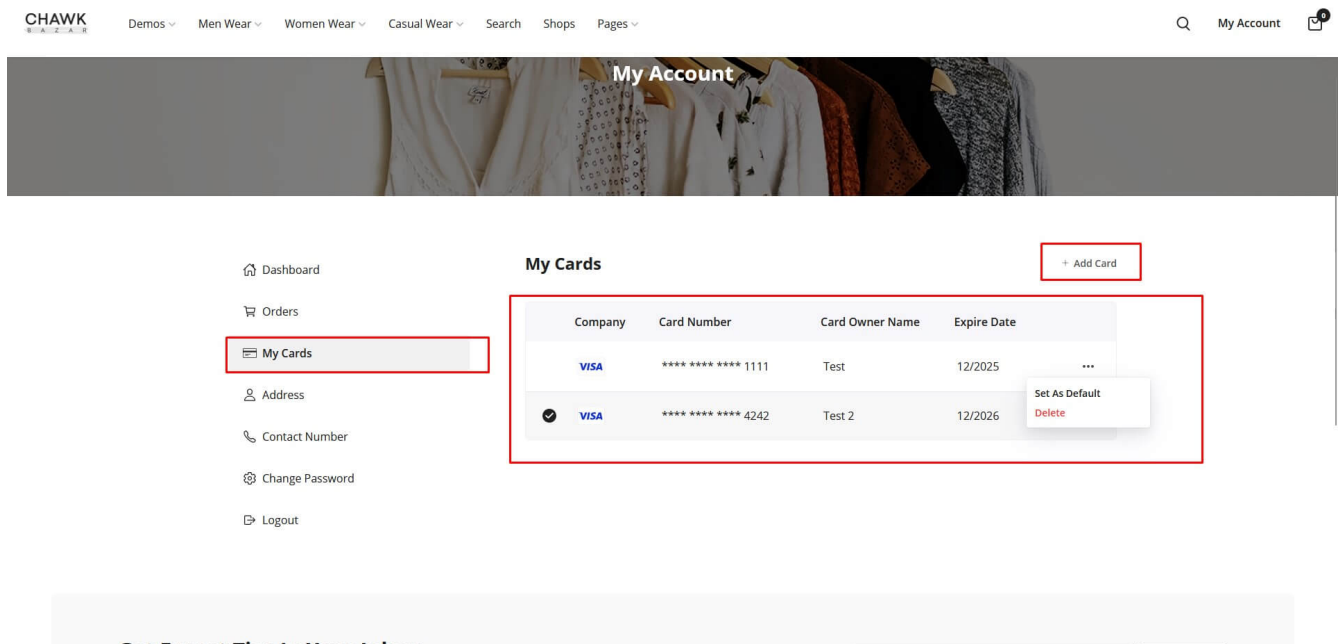 CHAWK
BAZAR
Demos Men Wear Women Wear Casual Wear Search Shops Pages My Account 0
My Account
Dashboard
Orders
My Cards
Address
Contact Number
Change Password
Logout
My Cards + Add Card
Company Card Number Card Owner Name Expire Date
VISA **** **** **** 1111 Test 12/2025 •••
Set As Default
Delete
VISA **** **** **** 4242 Test 2 12/2026